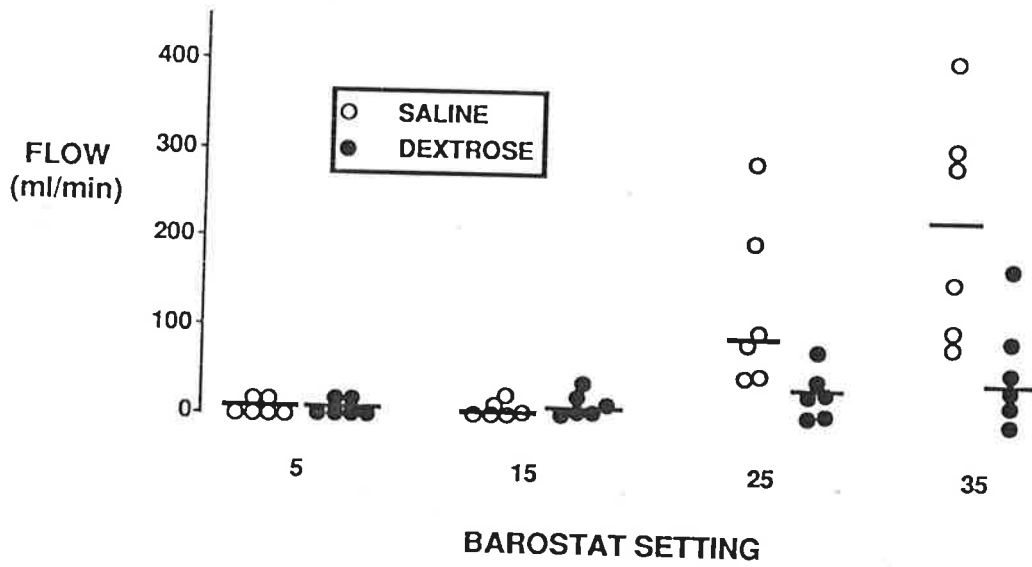 400
300
200
100
0
FLOW
(ml/min)
SALINE
DEXTROSE
5 15 25 35
BAROSTAT SETTING